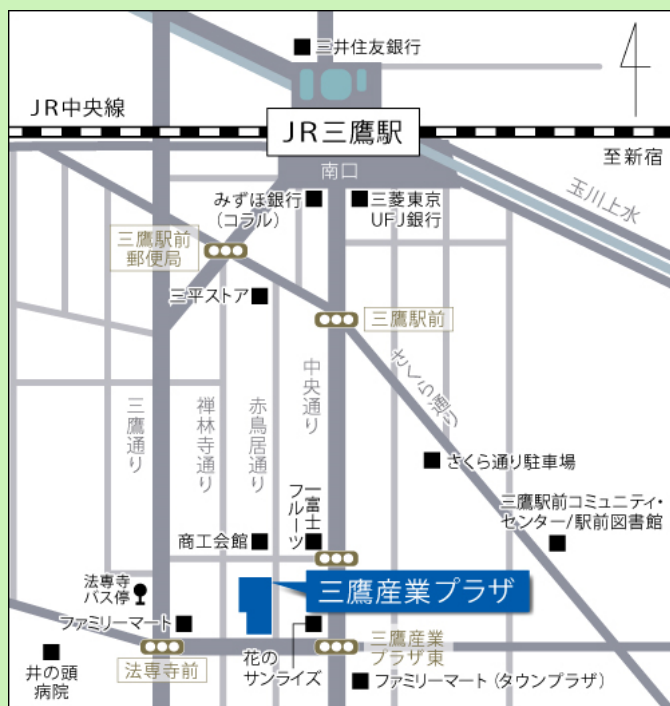 三井住友銀行
JR中央線
JR三鷹駅
至新宿
南口
玉川上水
みずほ銀行
(コラル)
三菱東京
UFJ銀行
三鷹駅前
郵便局
三平ストア
三鷹駅前
さくら通り
中央通り
三鷹通り
禅林寺通り
赤鳥居通り
さくら通り駐車場
一富士
フルーツ
三鷹駅前コミュニティ・
センター/駅前図書館
商工会館
法専寺
バス停
三鷹産業プラザ
ファミリーマート
花の
サンライズ
三鷹産業
プラザ東
井の頭
病院
法専寺前
ファミリーマート(タウンプラザ)